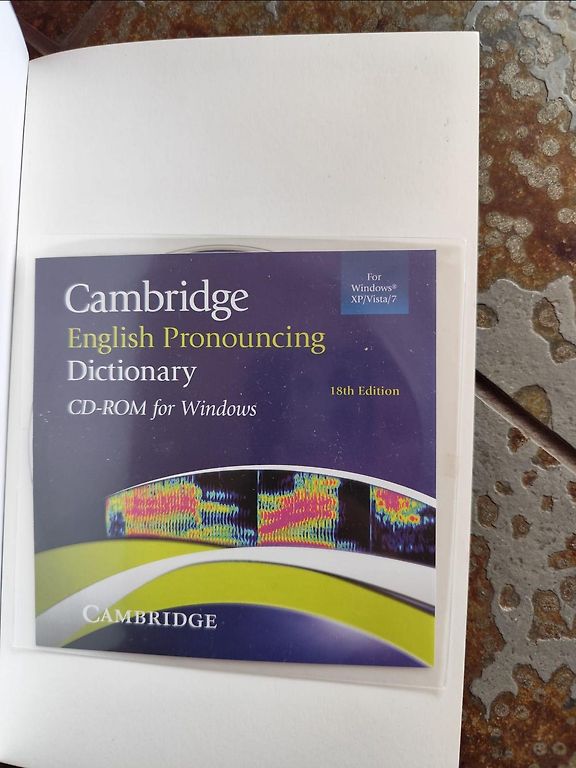 For
Windows®
XP/Vista/7
Cambridge
English Pronouncing
Dictionary
18th Edition
CD-ROM for Windows
CAMBRIDGE